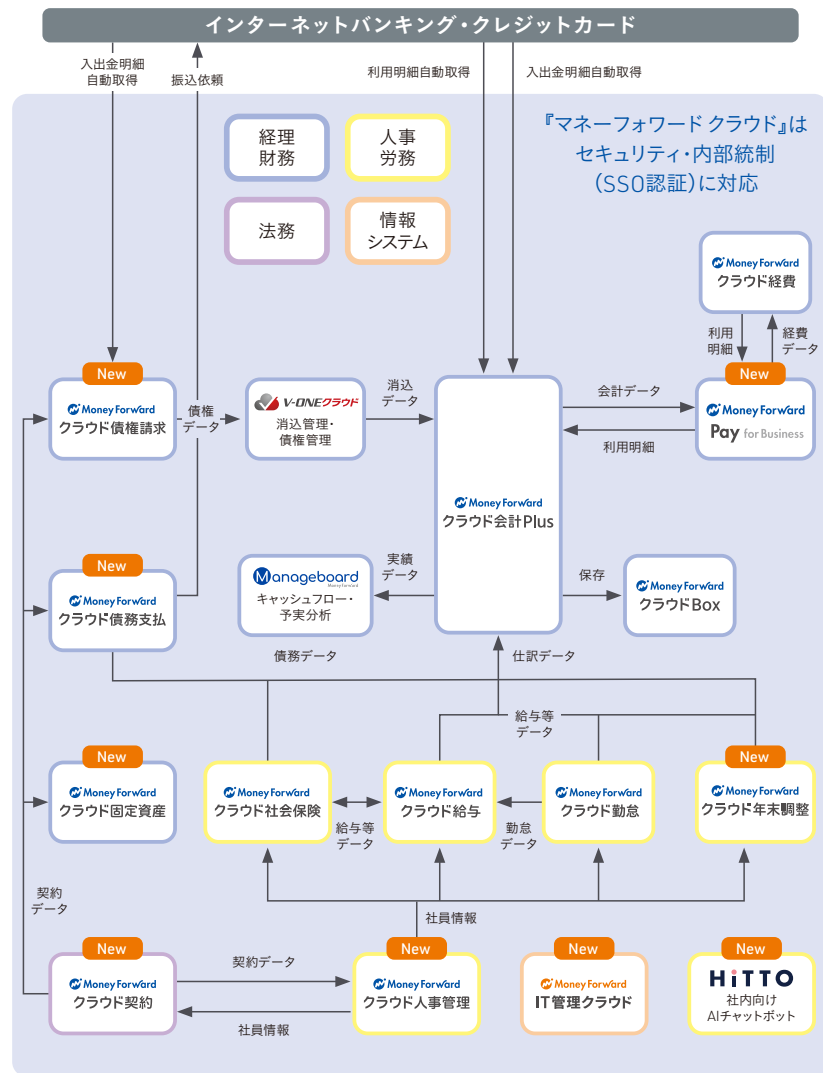 インターネットバンキング・クレジットカード
入出金明細
自動取得
振込依頼
利用明細自動取得
入出金明細自動取得
経理
財務
人事
労務
法務
情報
システム
『マネーフォワード クラウド』は
セキュリティ・内部統制
（SSO認証）に対応
Money Forward
クラウド経費
利用
明細
経費
データ
New
Money Forward
クラウド債権請求
債権
データ
V-ONEクラウド
消込管理・
債権管理
消込
データ
Money Forward
クラウド会計Plus
会計データ
利用明細
New
Money Forward
Pay for Business
New
Money Forward
クラウド債務支払
Manageboard
Money Forward
キャッシュフロー・
予実分析
実績
データ
保存
Money Forward
クラウドBox
債務データ
仕訳データ
給与等
データ
New
Money Forward
クラウド固定資産
Money Forward
クラウド社会保険
給与等
データ
Money Forward
クラウド給与
勤怠
データ
Money Forward
クラウド勤怠
New
Money Forward
クラウド年末調整
契約
データ
社員情報
New
Money Forward
クラウド契約
契約データ
社員情報
New
Money Forward
クラウド人事管理
New
Money Forward
IT管理クラウド
New
HiTTO
社内向け
AIチャットボット